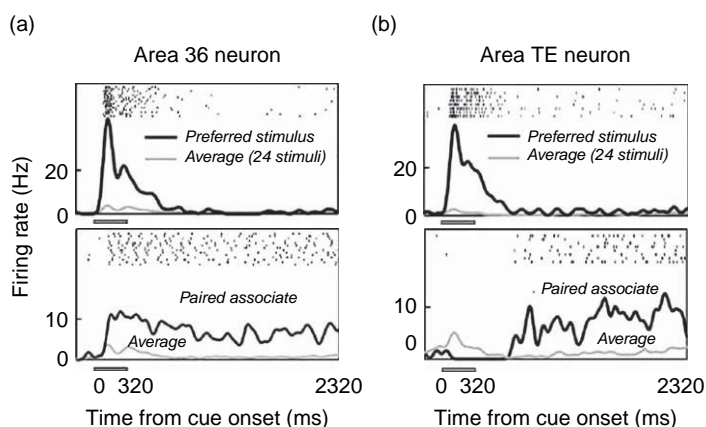 (a)
Area 36 neuron
Firing rate (Hz)
20
0
Preferred stimulus
Average (24 stimuli)
10
0
Paired associate
Average
0 320 2320
Time from cue onset (ms)
(b)
Area TE neuron
20
0
Preferred stimulus
Average (24 stimuli)
10
0
Paired associate
Average
0 320 2320
Time from cue onset (ms)